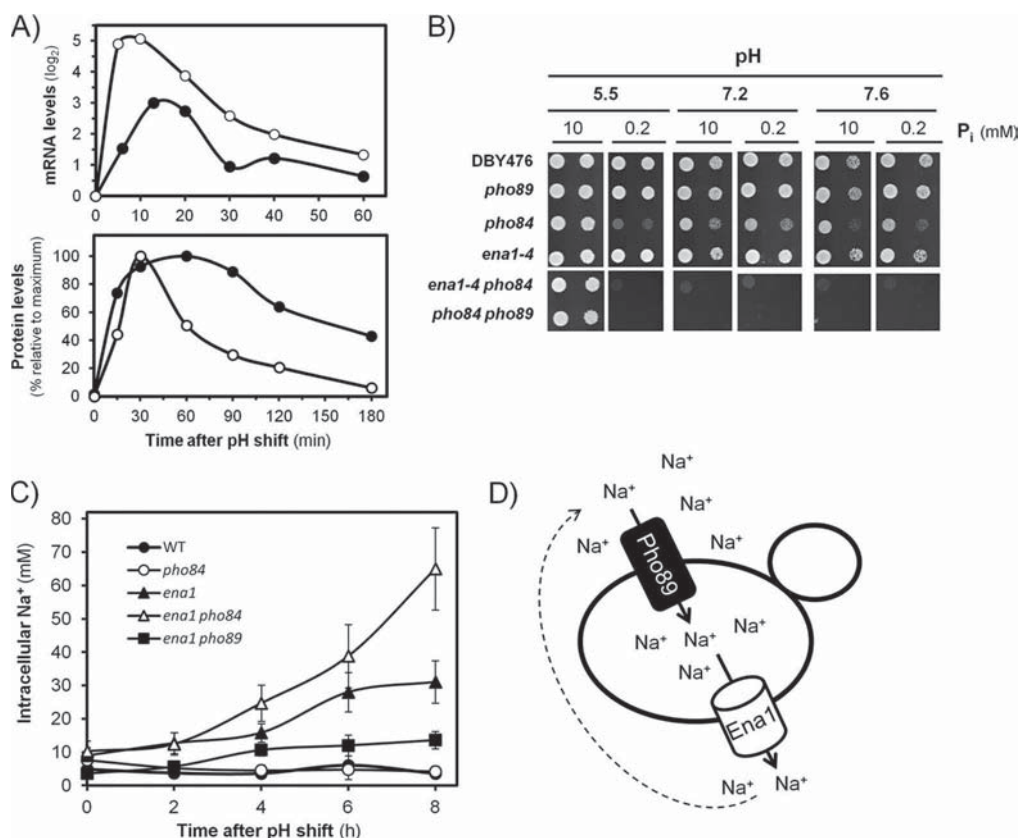 A)
mRNA levels (log₂)
5
4
3
2
1
0
0 10 20 30 40 50 60
Protein levels
(% relative to maximum)
100
80
60
40
20
0
0 30 60 90 120 150 180
Time after pH shift (min)
B)
pH
5.5 7.2 7.6
10 0.2 10 0.2 10 0.2 Pᵢ (mM)
DBY476
pho89
pho84
ena1-4
ena1-4 pho84
pho84 pho89
C)
Intracellular Na⁺ (mM)
80
70
60
50
40
30
20
10
0
WT
pho84
ena1
ena1 pho84
ena1 pho89
0 2 4 6 8
Time after pH shift (h)
D)
Na⁺
Na⁺
Na⁺
Na⁺ Na⁺
Pho89
Na⁺ Na⁺ Na⁺
Na⁺
Ena1
Na⁺ Na⁺